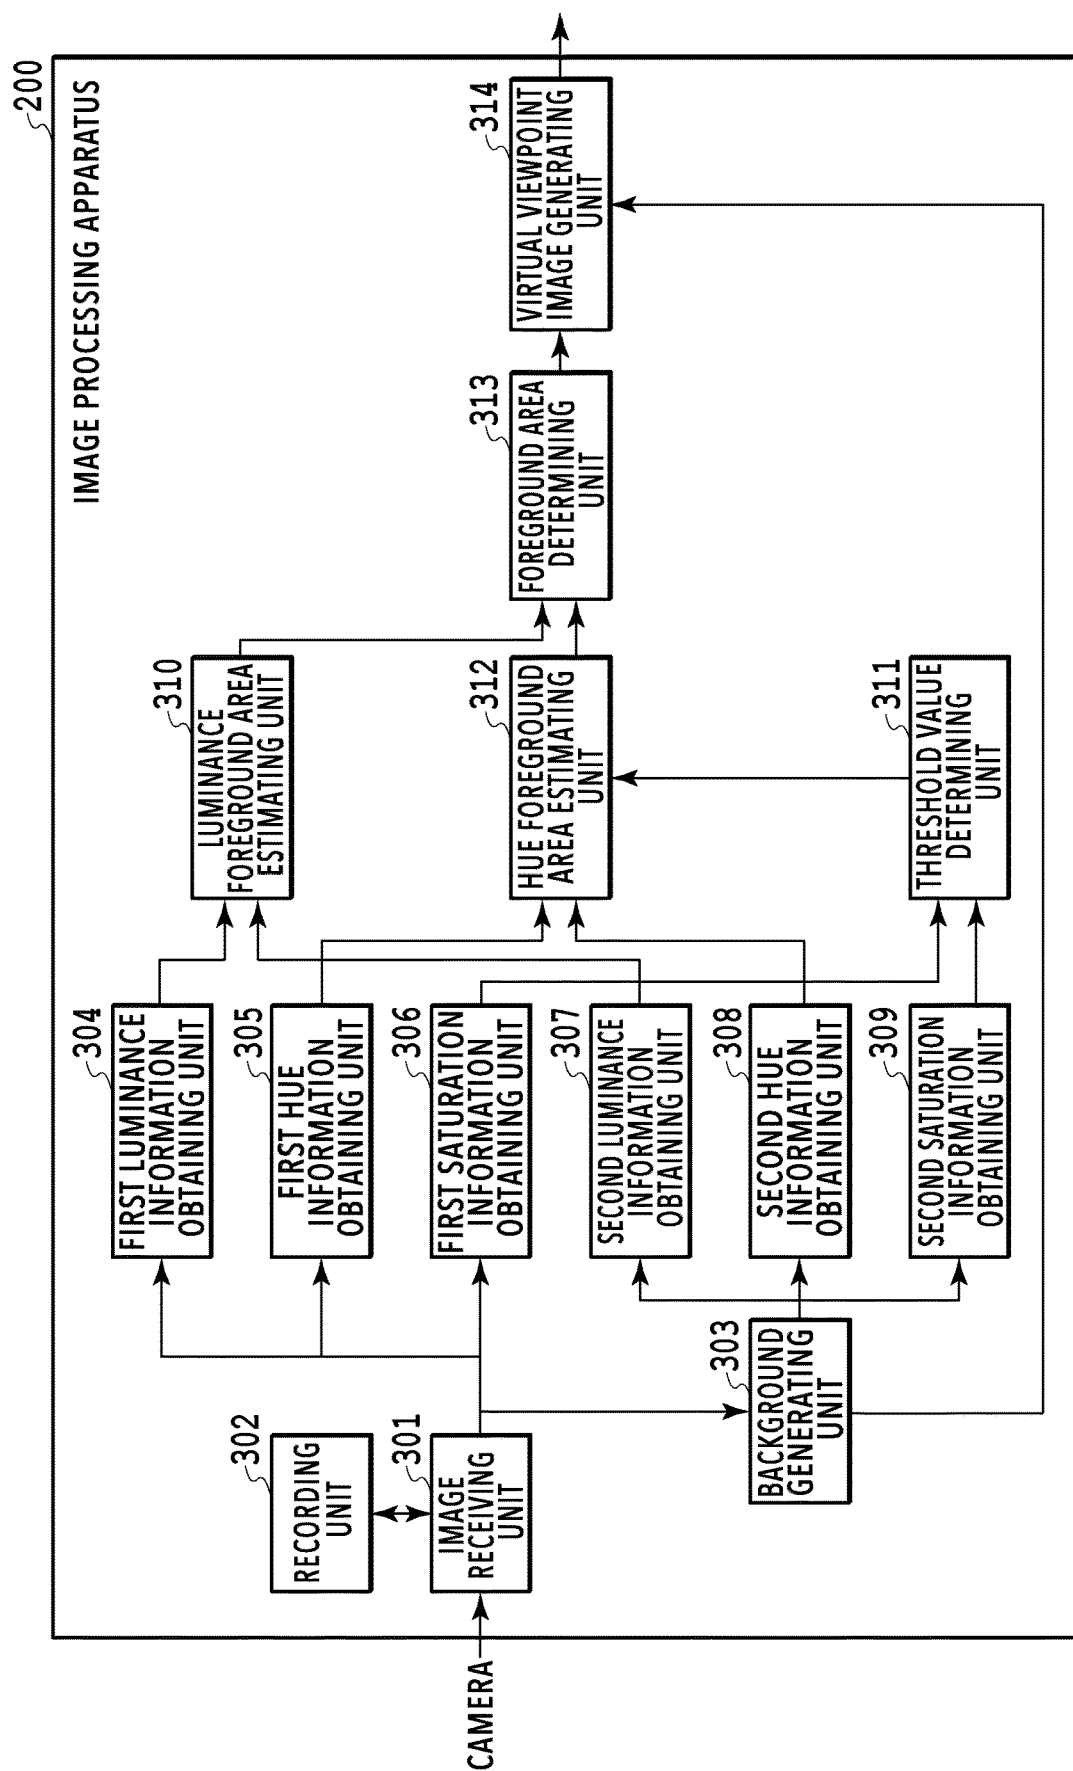 200
IMAGE PROCESSING APPARATUS
CAMERA
302
RECORDING
UNIT
301
IMAGE
RECEIVING
UNIT
303
BACKGROUND
GENERATING
UNIT
304
FIRST LUMINANCE
INFORMATION
OBTAINING UNIT
305
FIRST HUE
INFORMATION
OBTAINING UNIT
306
FIRST SATURATION
INFORMATION
OBTAINING UNIT
307
SECOND LUMINANCE
INFORMATION
OBTAINING UNIT
308
SECOND HUE
INFORMATION
OBTAINING UNIT
309
SECOND SATURATION
INFORMATION
OBTAINING UNIT
310
LUMINANCE
FOREGROUND AREA
ESTIMATING UNIT
312
HUE FOREGROUND
AREA ESTIMATING
UNIT
311
THRESHOLD VALUE
DETERMINING
UNIT
313
FOREGROUND AREA
DETERMINING
UNIT
314
VIRTUAL VIEWPOINT
IMAGE GENERATING
UNIT